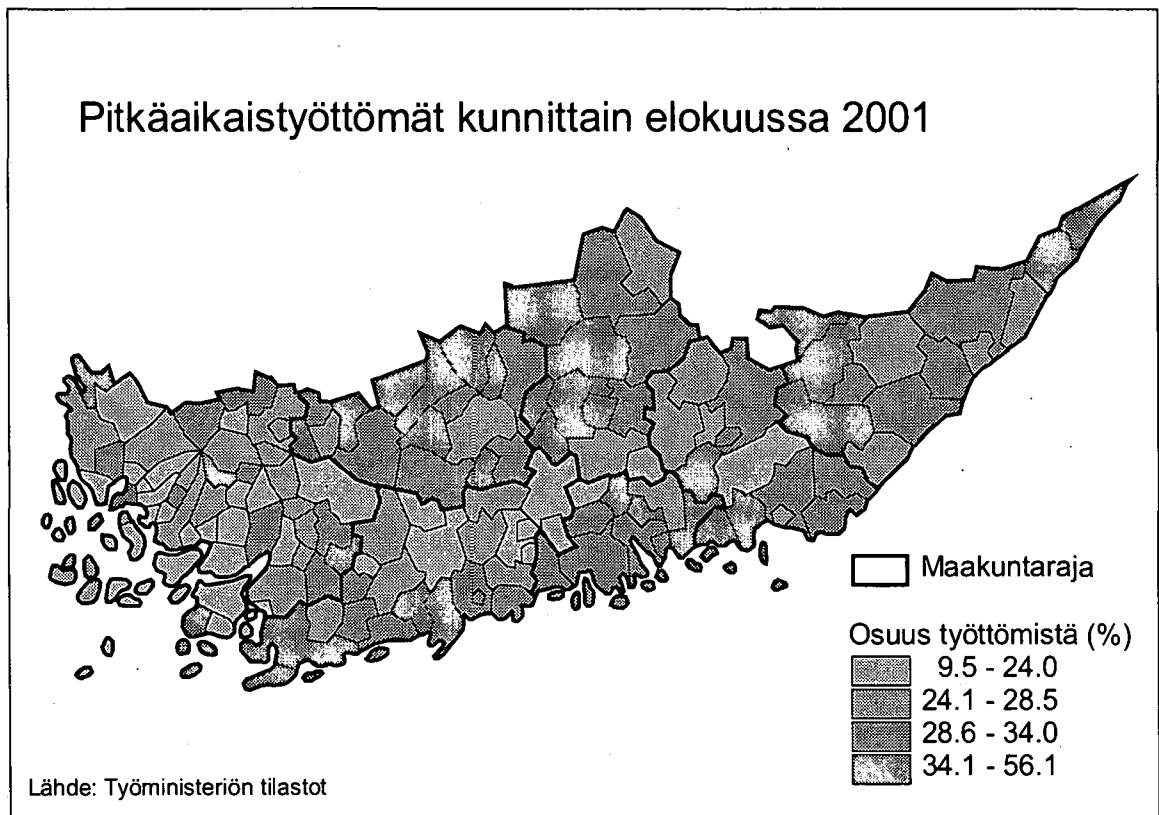 Pitkäaikaistyöttömät kunnittain elokuussa 2001
Maakuntaraja
Osuus työttömistä (%)
9.5 - 24.0
24.1 - 28.5
28.6 - 34.0
34.1 - 56.1
Lähde: Työministeriön tilastot